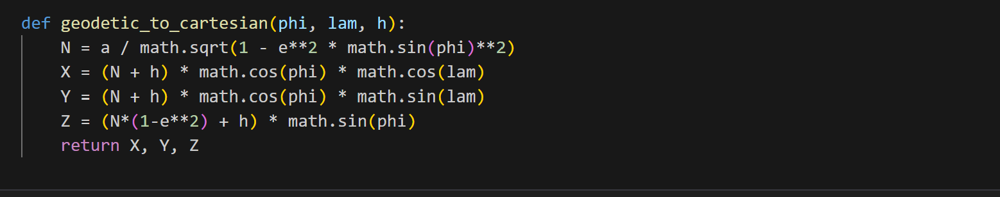 def geodetic_to_cartesian(phi, lam, h):
    N = a / math.sqrt(1 - e**2 * math.sin(phi)**2)
    X = (N + h) * math.cos(phi) * math.cos(lam)
    Y = (N + h) * math.cos(phi) * math.sin(lam)
    Z = (N*(1-e**2) + h) * math.sin(phi)
    return X, Y, Z